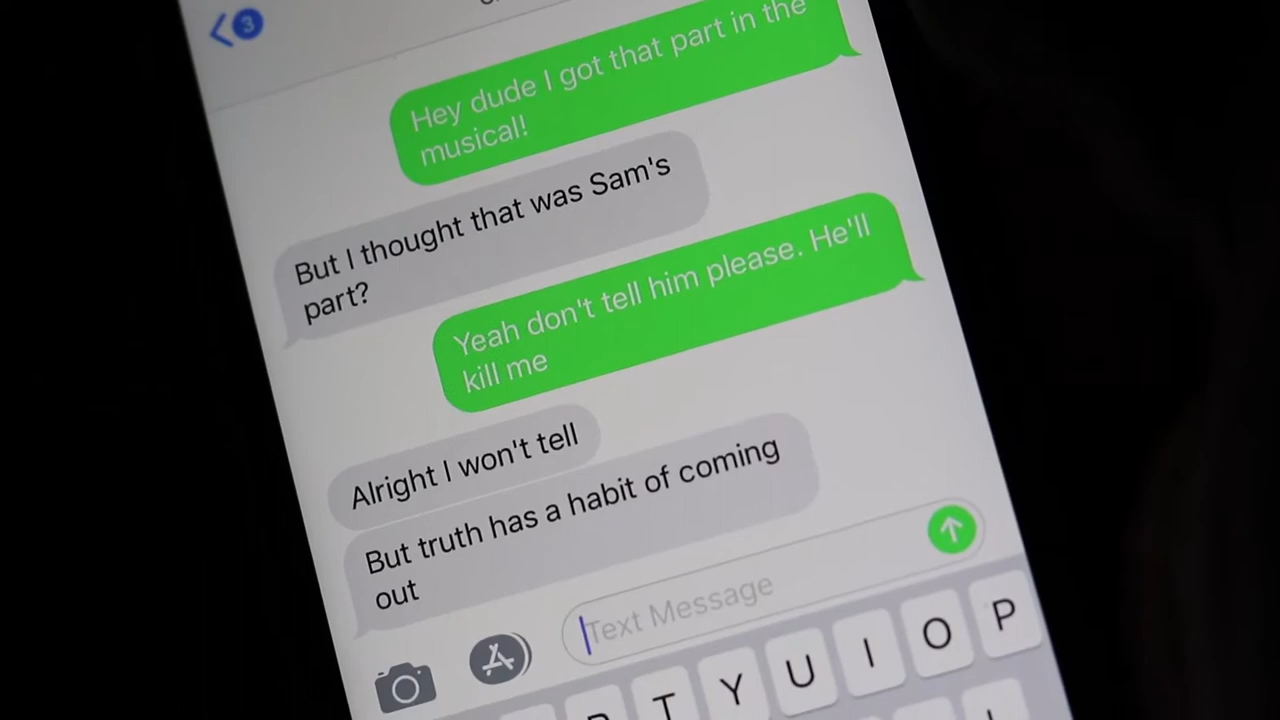 3
Hey dude I got that part in the
musical!
But I thought that was Sam's
part?
Yeah don't tell him please. He'll
kill me
Alright I won't tell
But truth has a habit of coming
out
Text Message
T Y U I O P